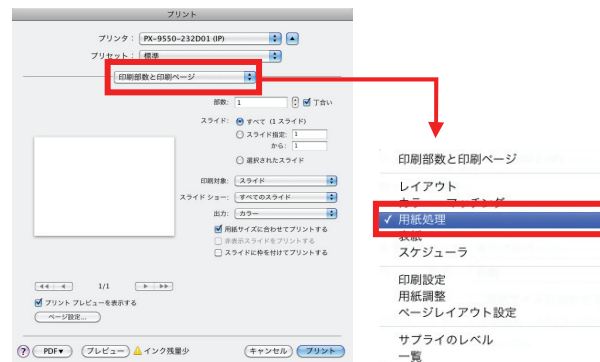 プリント
プリンタ： PX-9550-232D01 (IP)
プリセット： 標準
印刷部数と印刷ページ
部数： 1 丁合い
スライド： すべて (1 スライド)
スライド指定： 1
から： 1
選択されたスライド
印刷対象： スライド
スライド ショー： すべてのスライド
出力： カラー
用紙サイズに合わせてプリントする
非表示スライドをプリントする
スライドに枠を付けてプリントする
1/1
プリント プレビューを表示する
ページ設定...
? PDF▼ プレビュー インク残量少 キャンセル プリント
印刷部数と印刷ページ
レイアウト
カラー・マッチング
✓ 用紙処理
表紙
スケジューラ
印刷設定
用紙調整
ページレイアウト設定
サプライのレベル
一覧